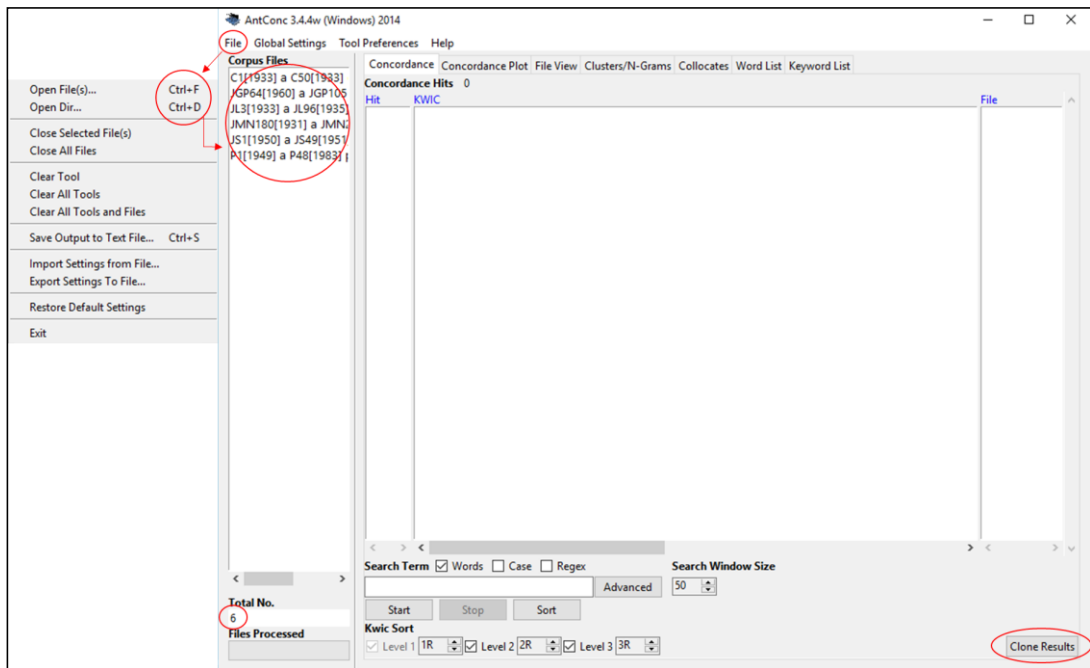 AntConc 3.4.4w (Windows) 2014
File Global Settings Tool Preferences Help
Open File(s)... Ctrl+F
Open Dir... Ctrl+D
Close Selected File(s)
Close All Files
Clear Tool
Clear All Tools
Clear All Tools and Files
Save Output to Text File... Ctrl+S
Import Settings from File...
Export Settings To File...
Restore Default Settings
Exit
Corpus Files
C1[1933] a C50[1933]
JGP64[1960] a JGP105
JL3[1933] a JL96[1935]
JMN180[1931] a JMN2
JS1[1950] a JS49[1951
P1[1949] a P48[1983]
Total No.
6
Files Processed
Concordance Concordance Plot File View Clusters/N-Grams Collocates Word List Keyword List
Concordance Hits 0
Hit KWIC File
Search Term Words Case Regex Search Window Size
Advanced 50
Start Stop Sort
Kwic Sort
Level 1 1R Level 2 2R Level 3 3R
Clone Results